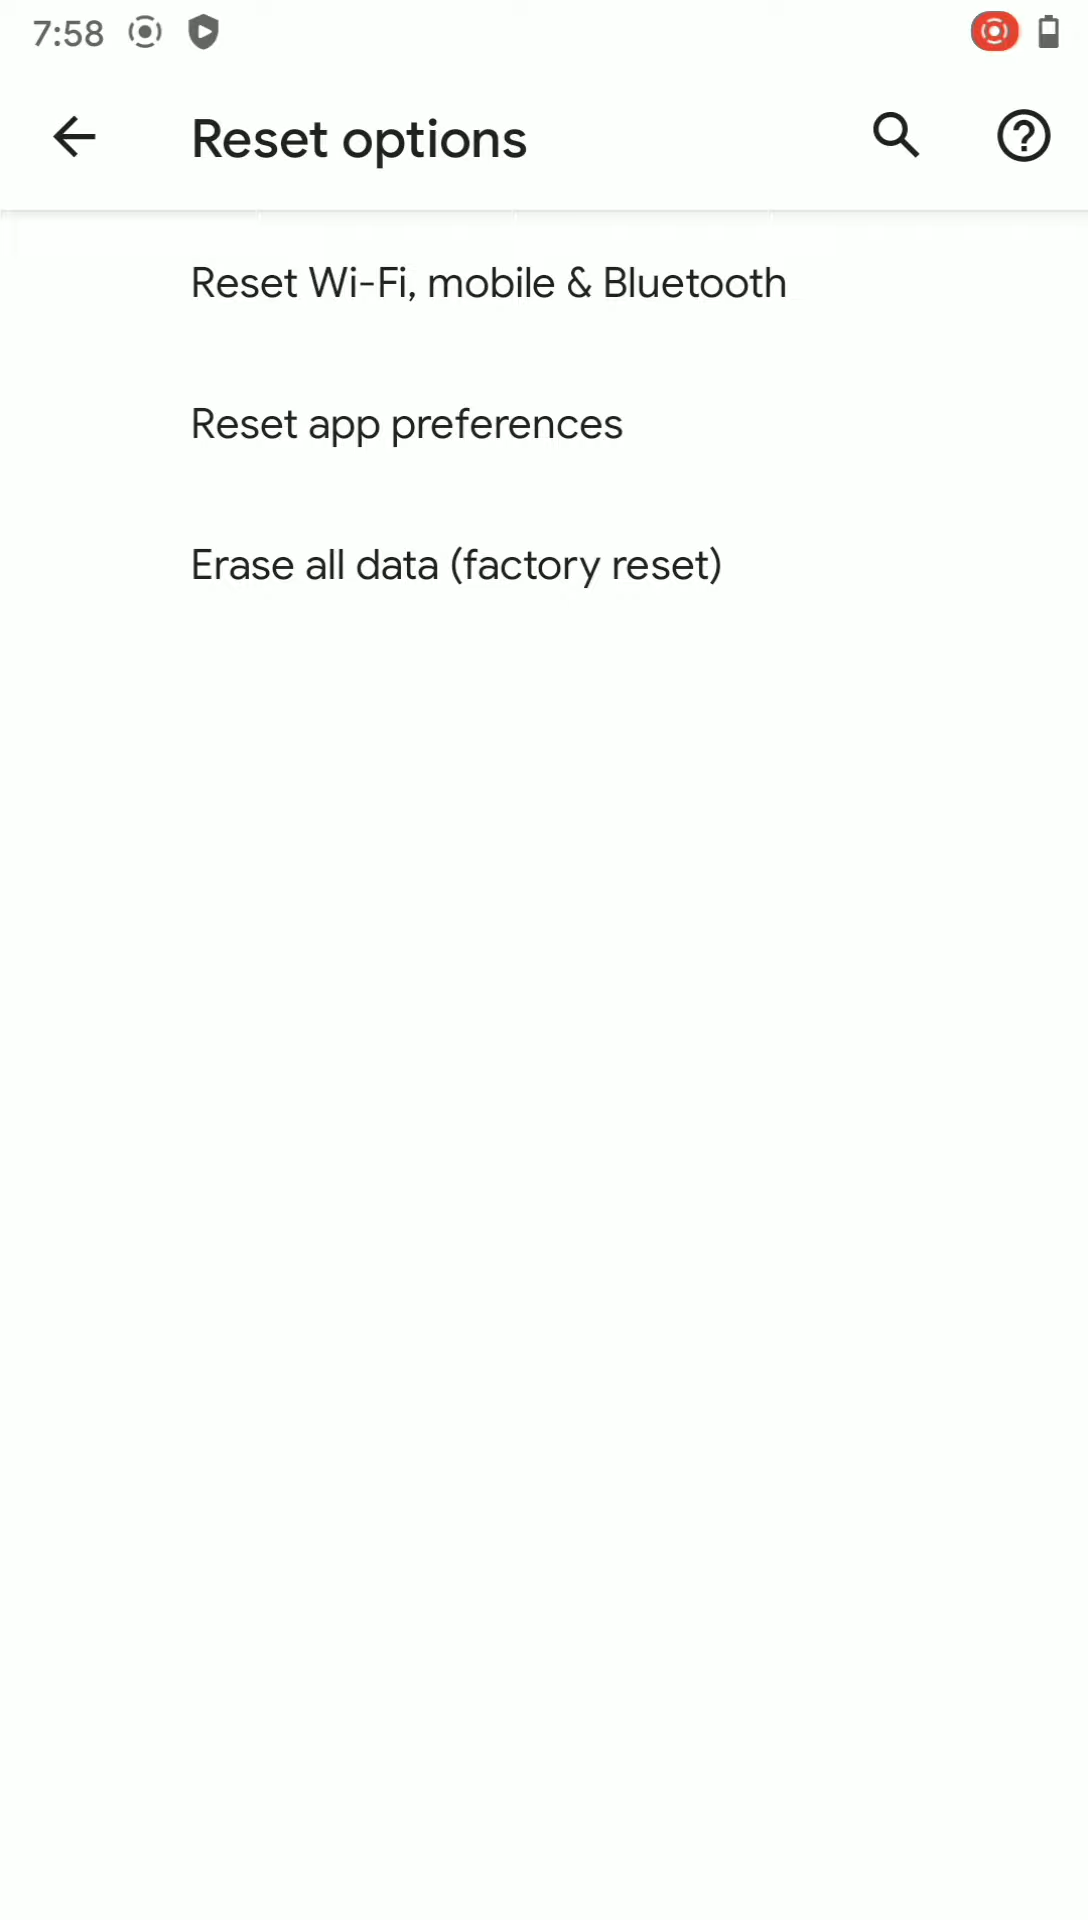 7:58
Reset options
Reset Wi-Fi, mobile & Bluetooth
Reset app preferences
Erase all data (factory reset)